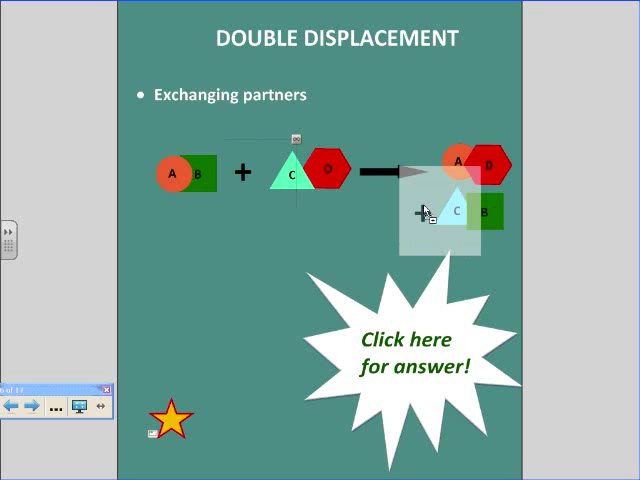 DOUBLE DISPLACEMENT
• Exchanging partners
A B + C O A D
+ C B
Click here
for answer!